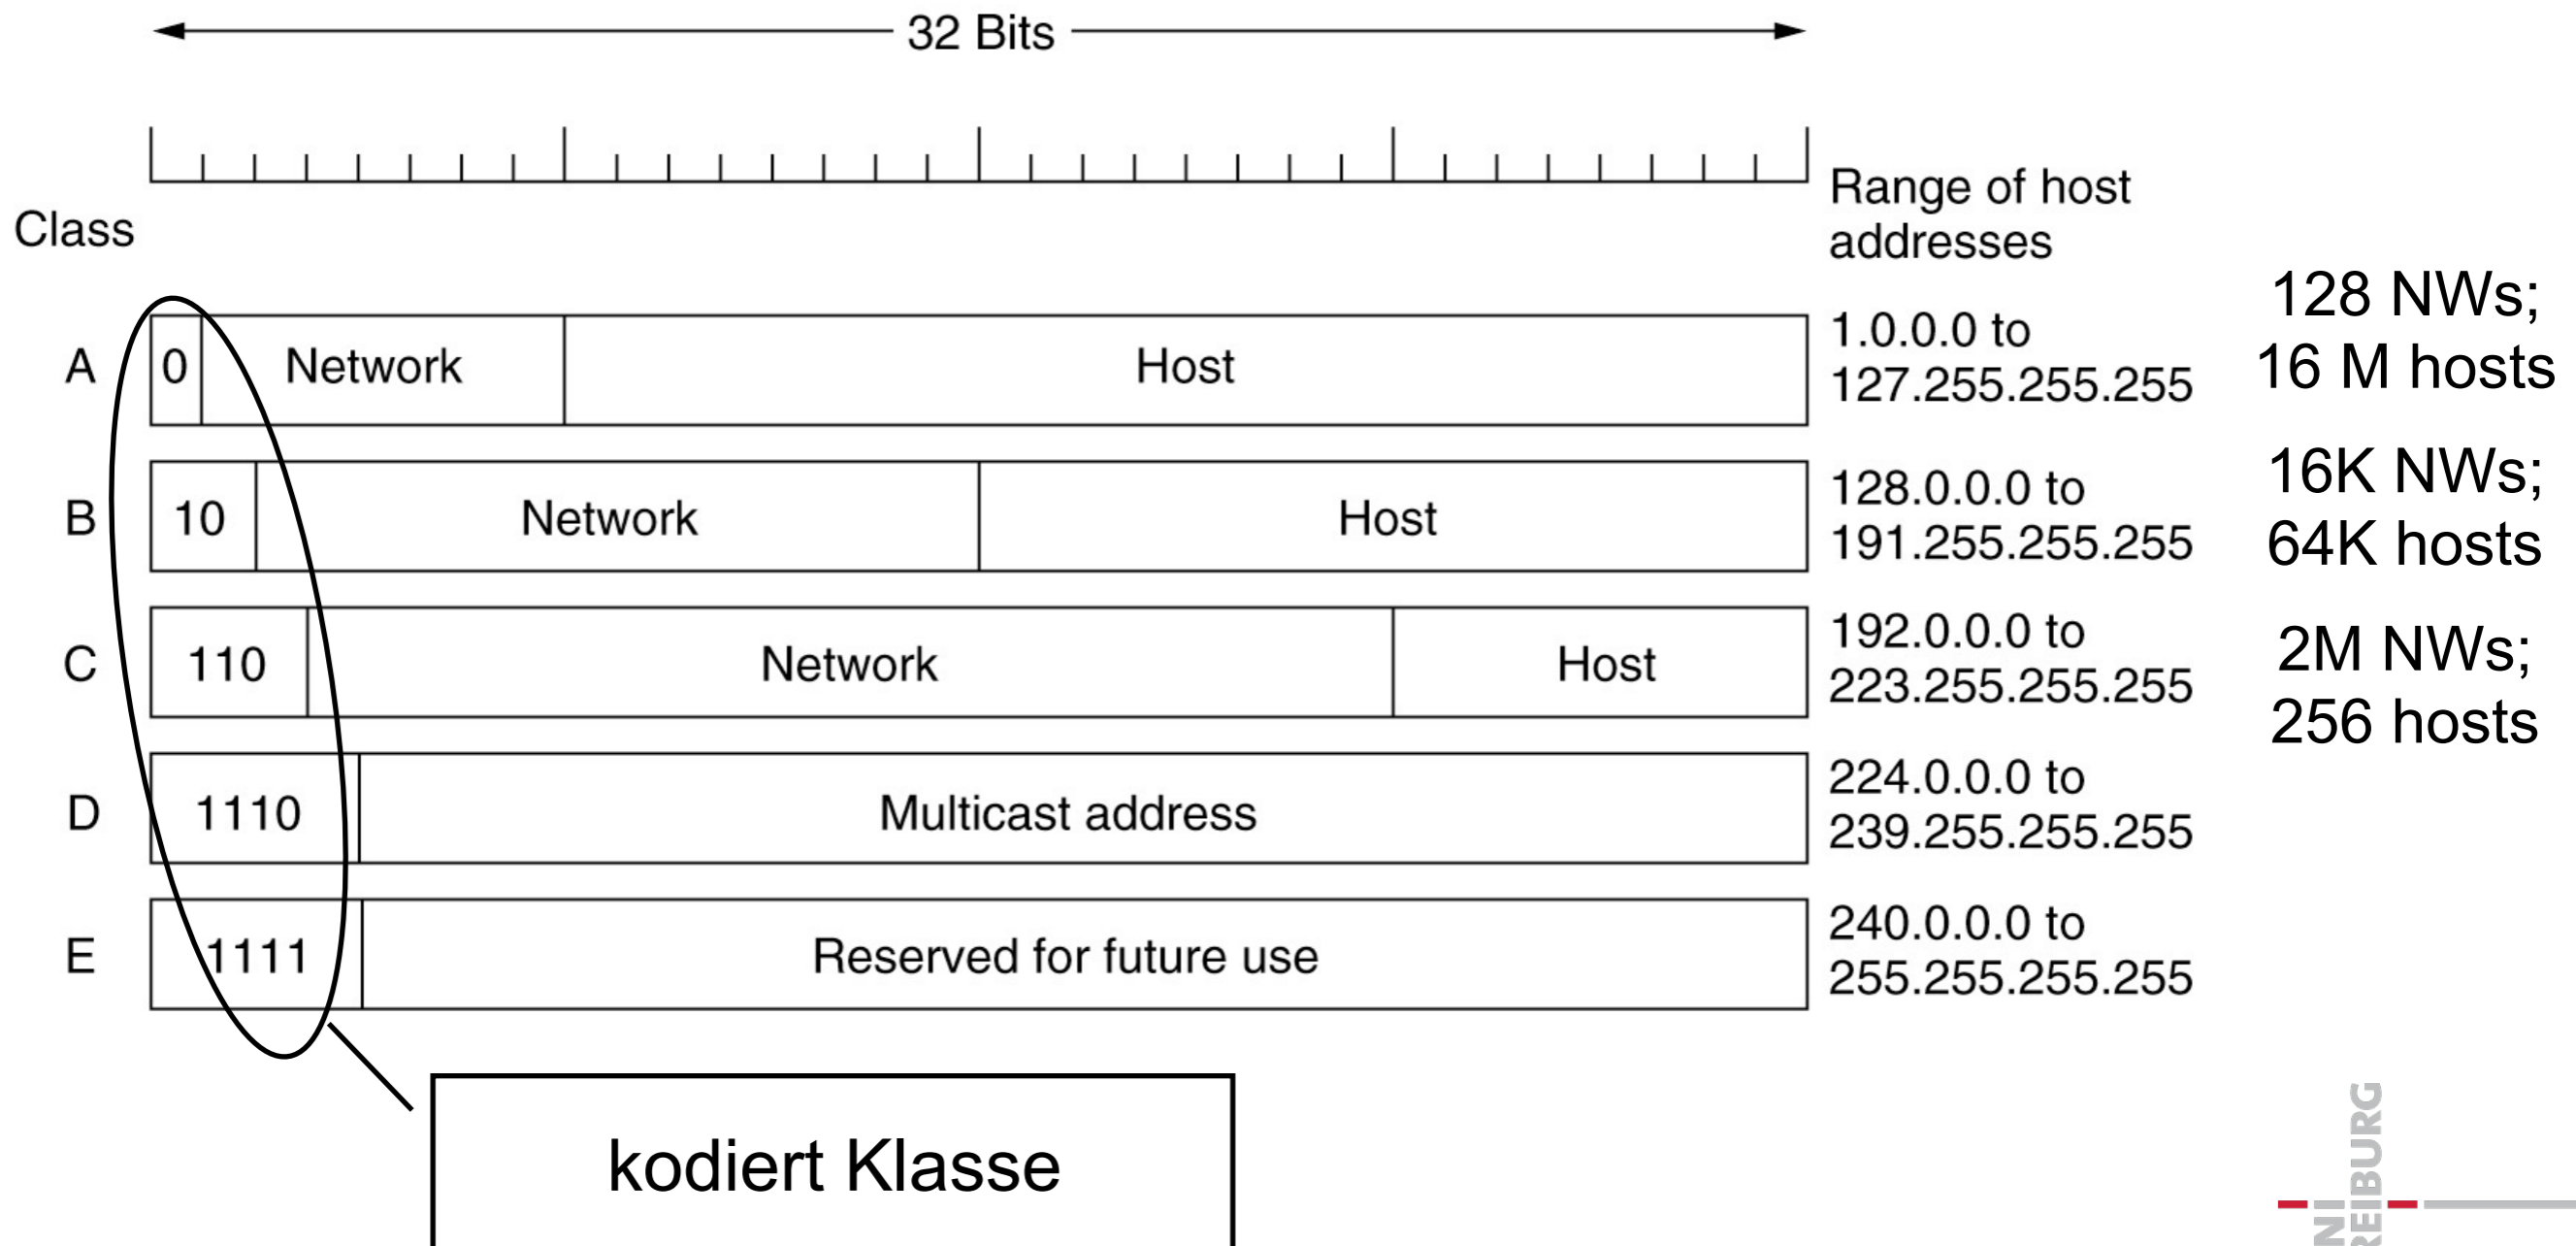 32 Bits
Class
Range of host
addresses
A
0
Network
Host
1.0.0.0 to
127.255.255.255
128 NWs;
16 M hosts
B
10
Network
Host
128.0.0.0 to
191.255.255.255
16K NWs;
64K hosts
C
110
Network
Host
192.0.0.0 to
223.255.255.255
2M NWs;
256 hosts
D
1110
Multicast address
224.0.0.0 to
239.255.255.255
E
1111
Reserved for future use
240.0.0.0 to
255.255.255.255
kodiert Klasse